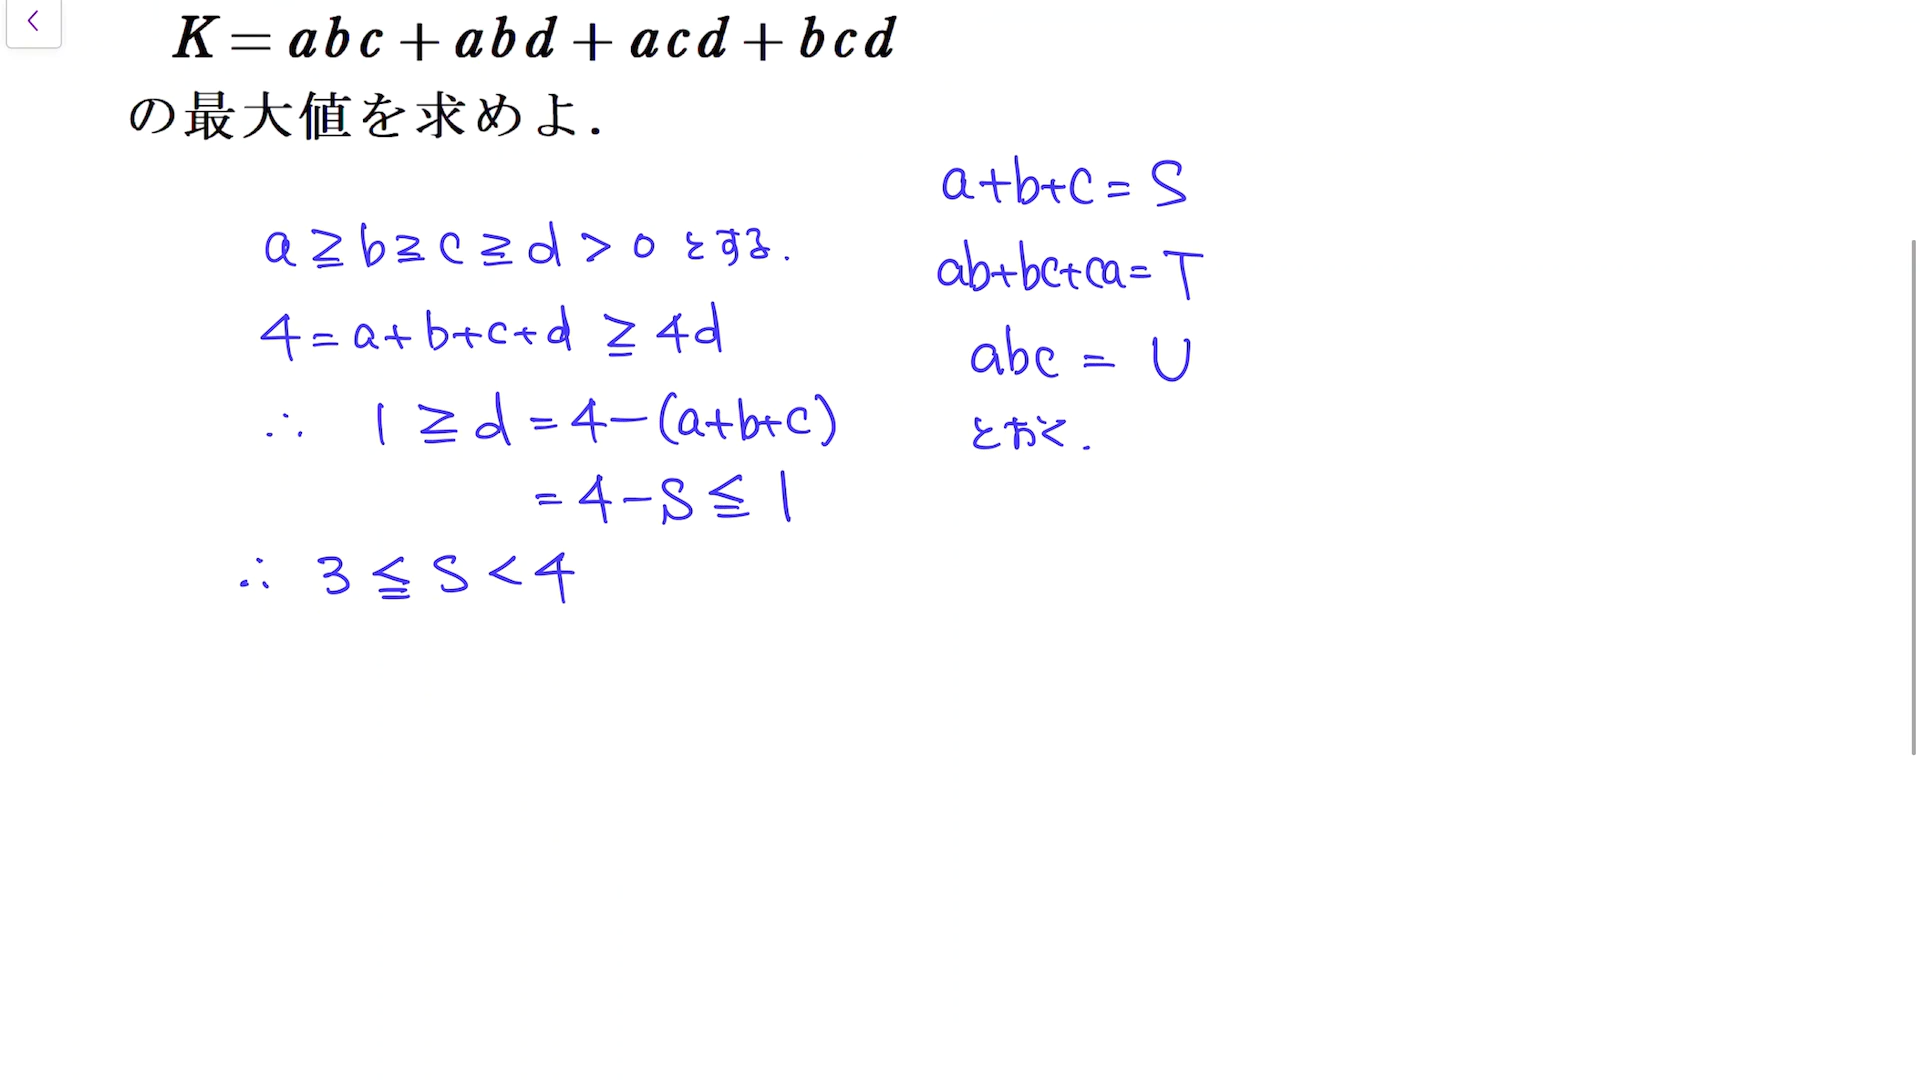 K = abc + abd + acd + bcd
の最大値を求めよ.
a ≧ b ≧ c ≧ d > 0 とする.
4 = a+b+c+d ≧ 4d
∴ 1 ≧ d = 4-(a+b+c)
= 4-S ≦ 1
∴ 3 ≦ S < 4
a+b+c = S
ab+bc+ca = T
abc = U
とおく.